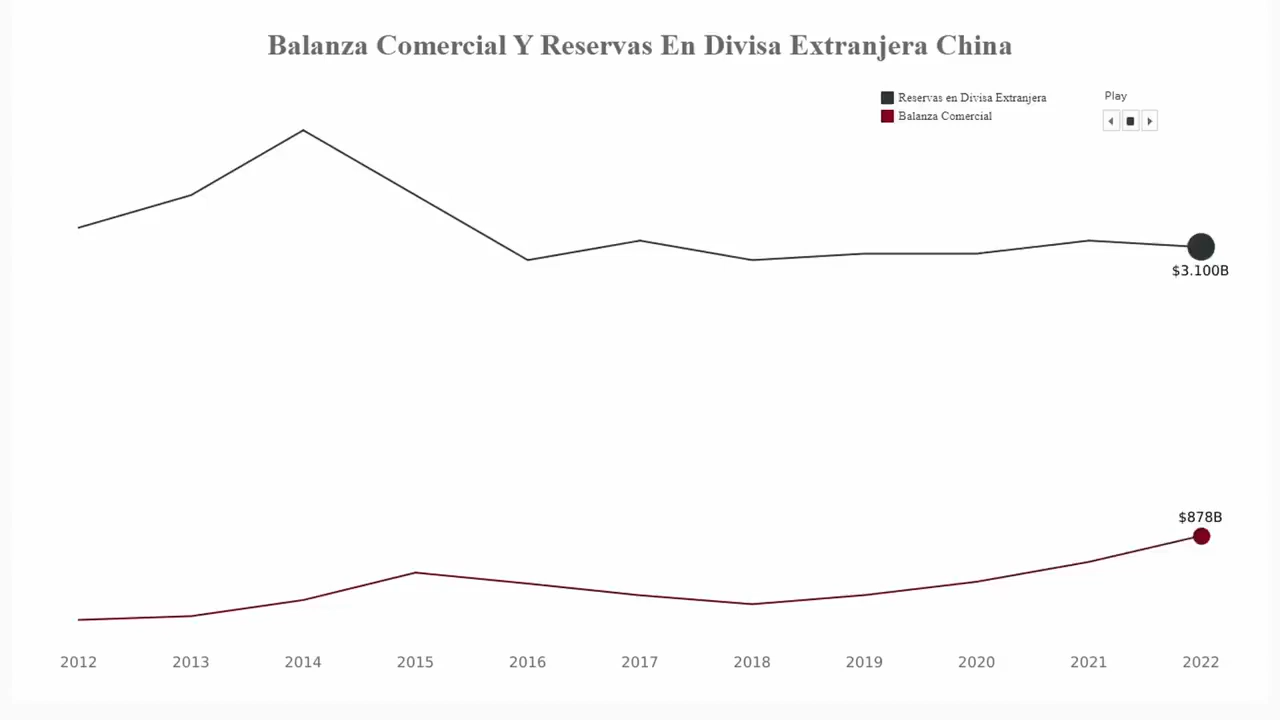 Balanza Comercial Y Reservas En Divisa Extranjera China
Reservas en Divisa Extranjera
Balanza Comercial
Play
$3.100B
$878B
2012 2013 2014 2015 2016 2017 2018 2019 2020 2021 2022